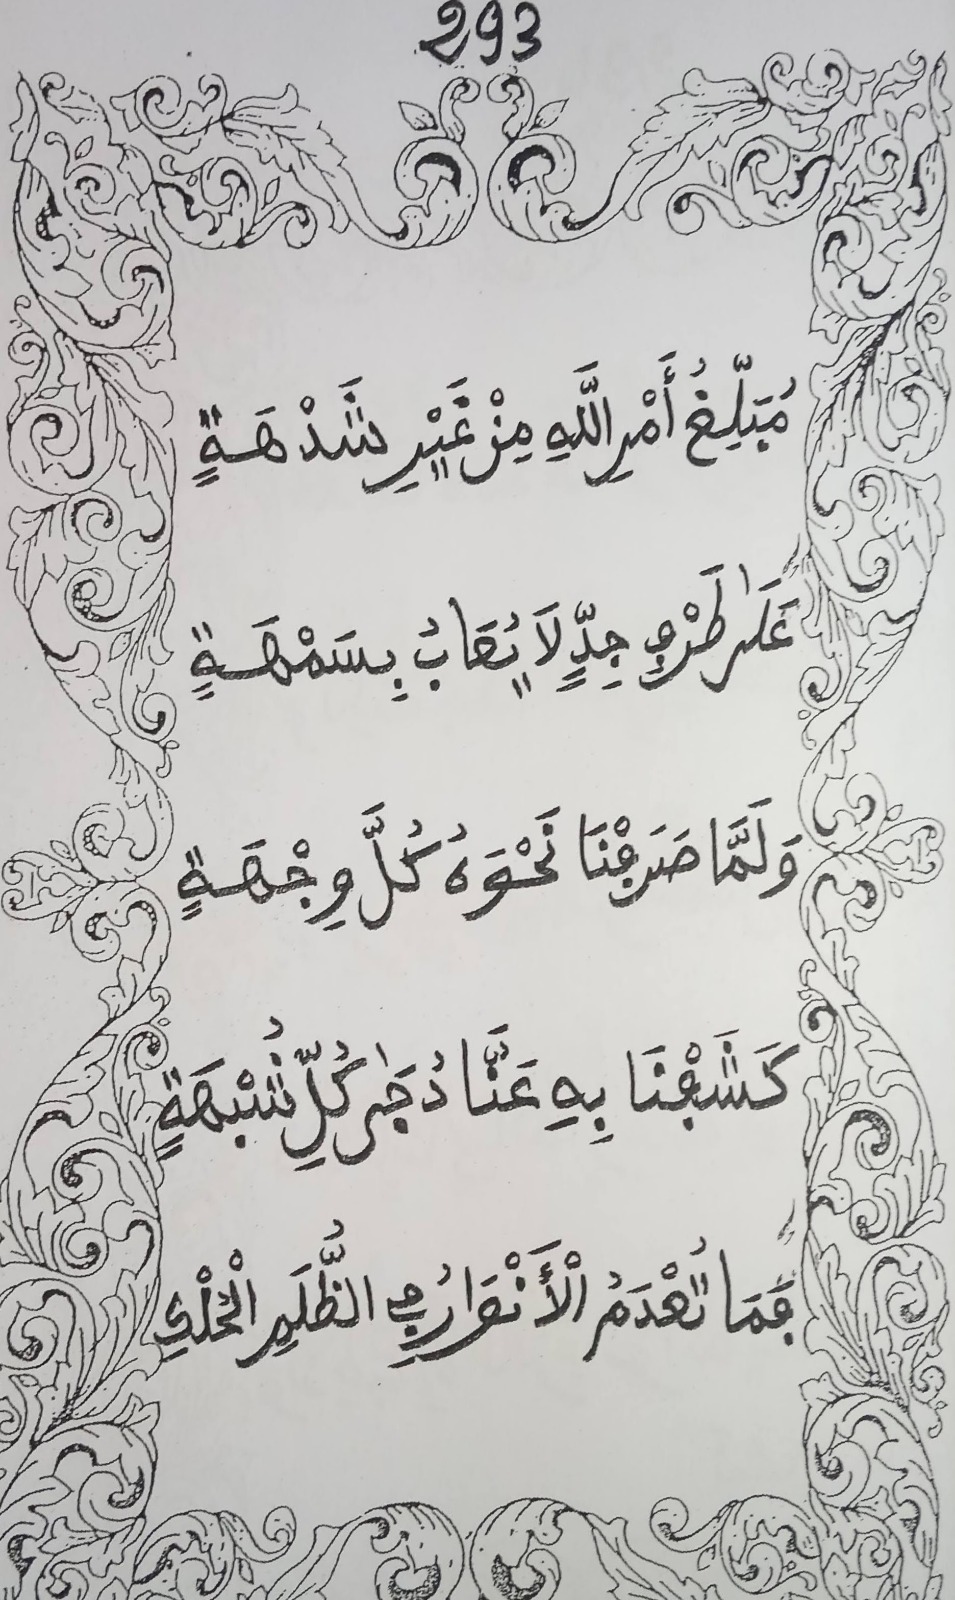 293
مُبَلِّغُ أَمْرِ اللَّهِ مِنْ غَيْرِ شَدْهَةٍ
عَلَى طُرْقِ جِدٍّ لَا يُعَابُ بِسَمْهَةٍ
وَلَمَّا صَرَفْنَا نَحْوَهُ كُلَّ وِجْهَةٍ
كَشَفْنَا بِهِ عَنَّا دُجَى كُلِّ شُبْهَةٍ
فَمَا تُعْدَمُ الْأَنْوَارُ فِي الظُّلَمِ الْحُلْكِ